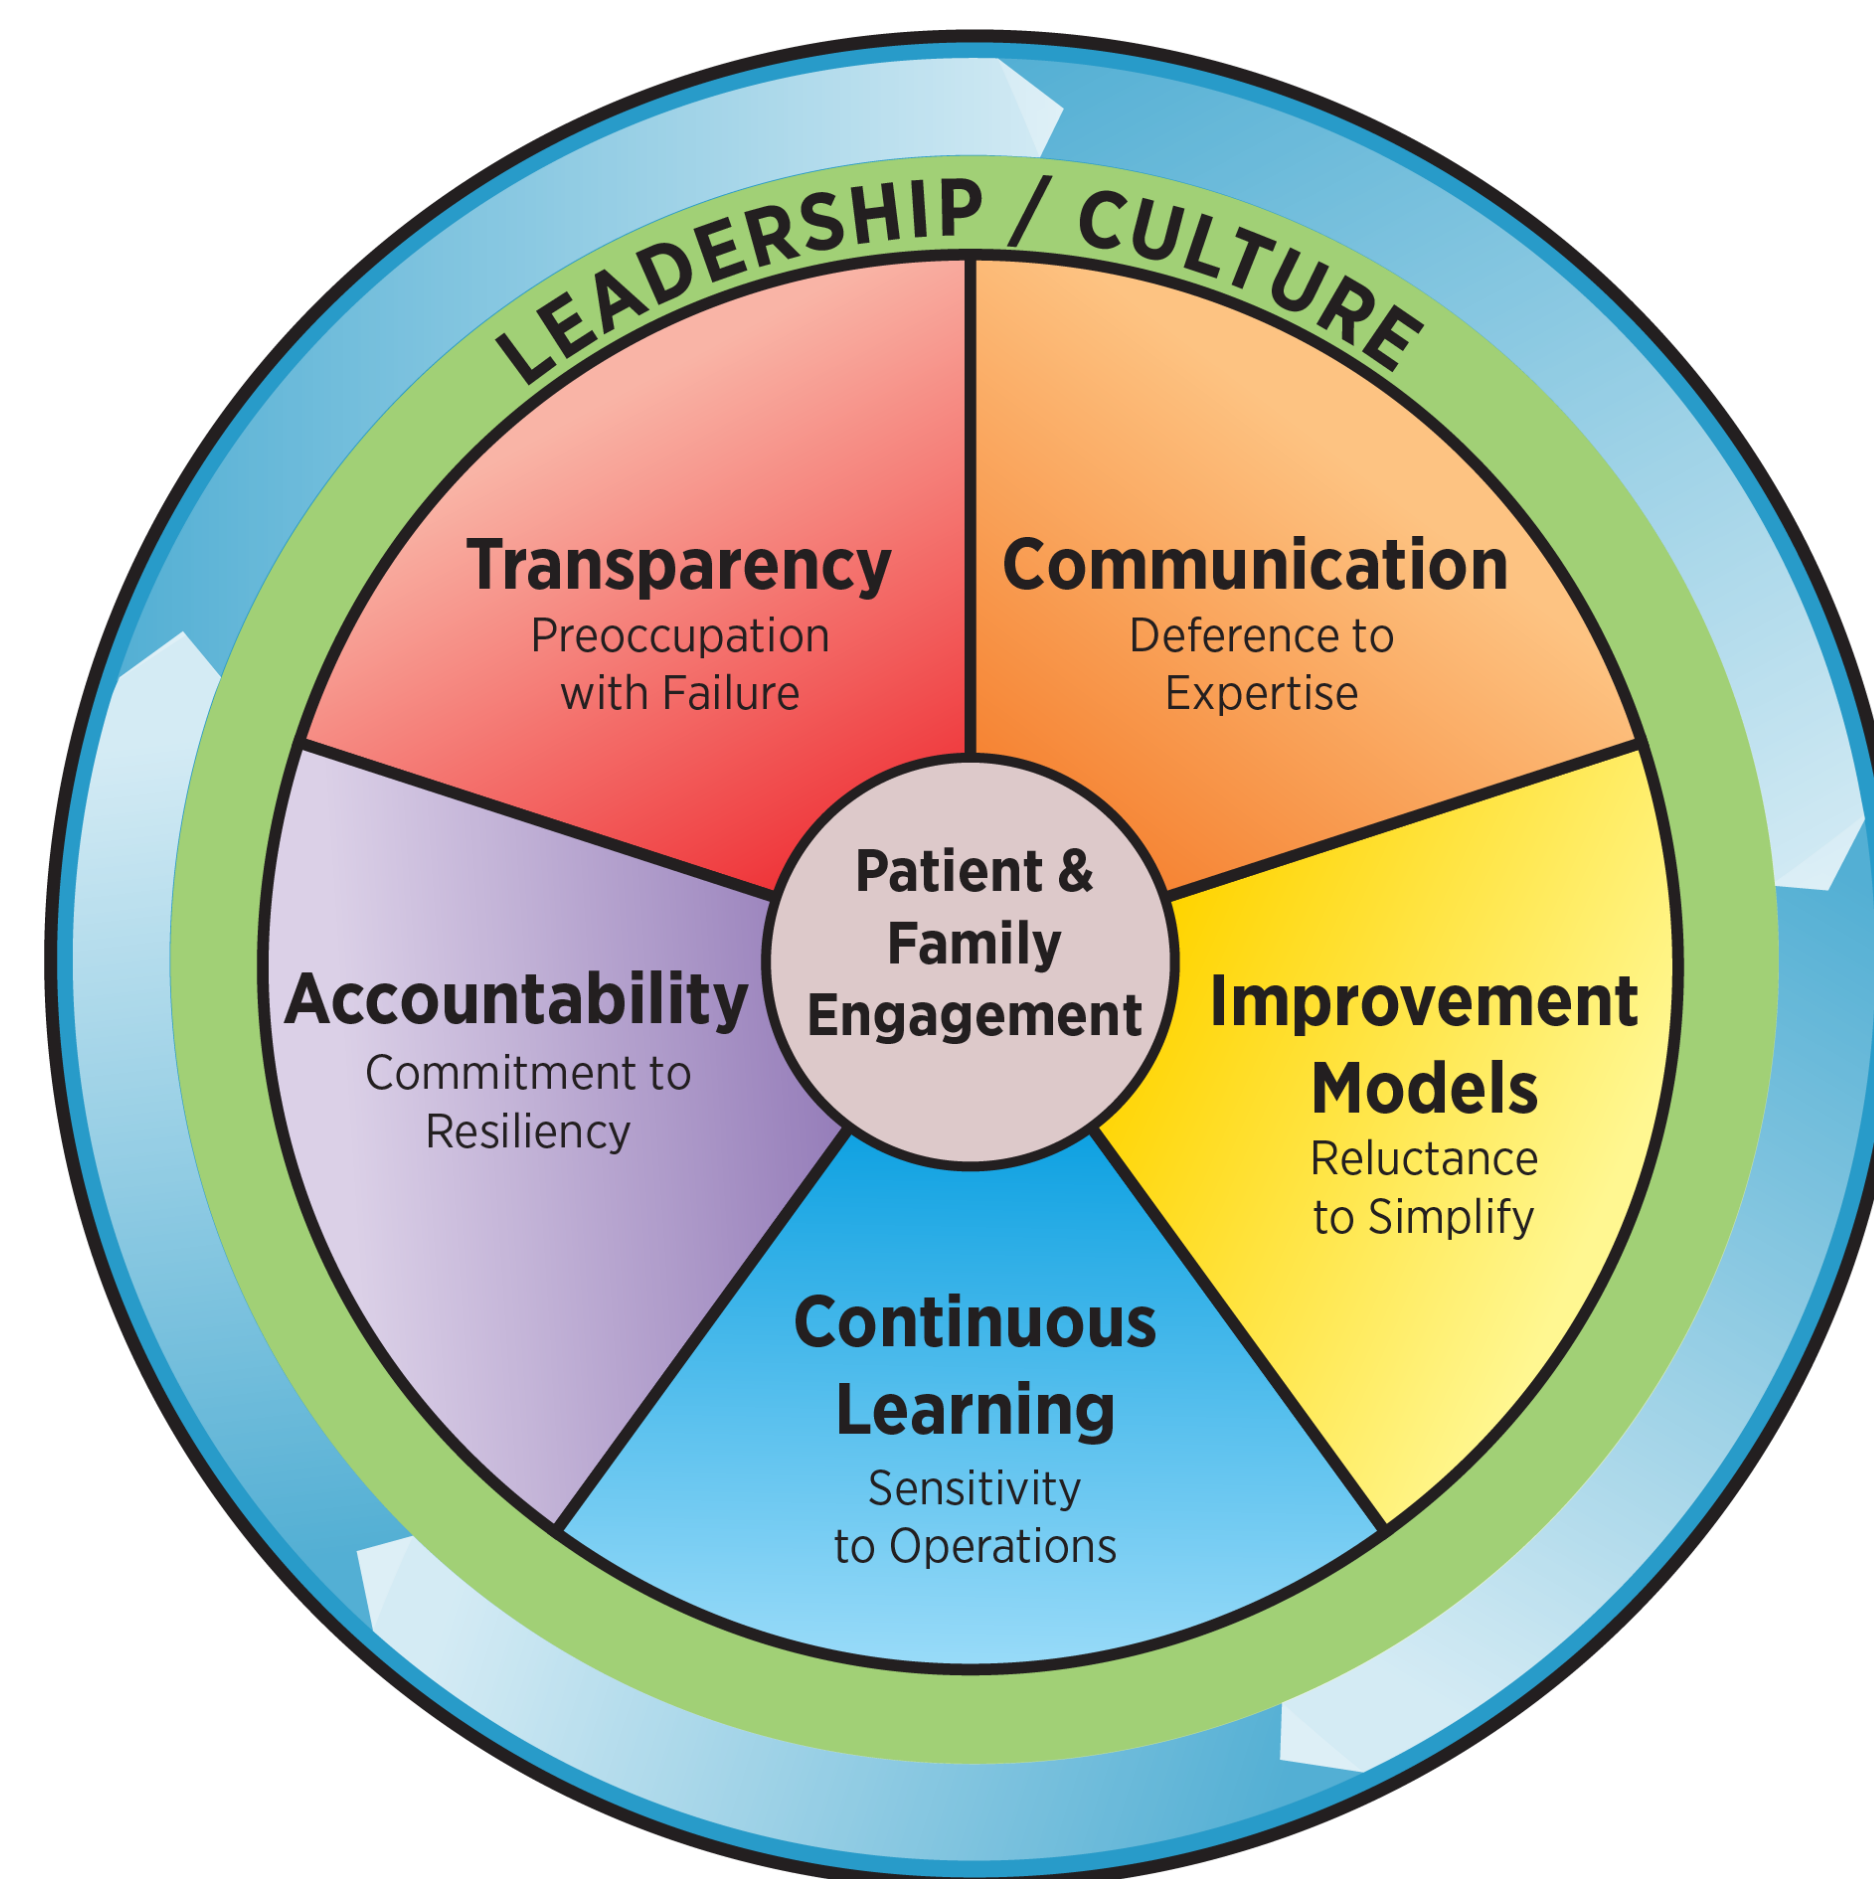 LEADERSHIP / CULTURE
Transparency
Preoccupation
with Failure
Communication
Deference to
Expertise
Patient &
Family
Engagement
Accountability
Commitment to
Resiliency
Improvement
Models
Reluctance
to Simplify
Continuous
Learning
Sensitivity
to Operations